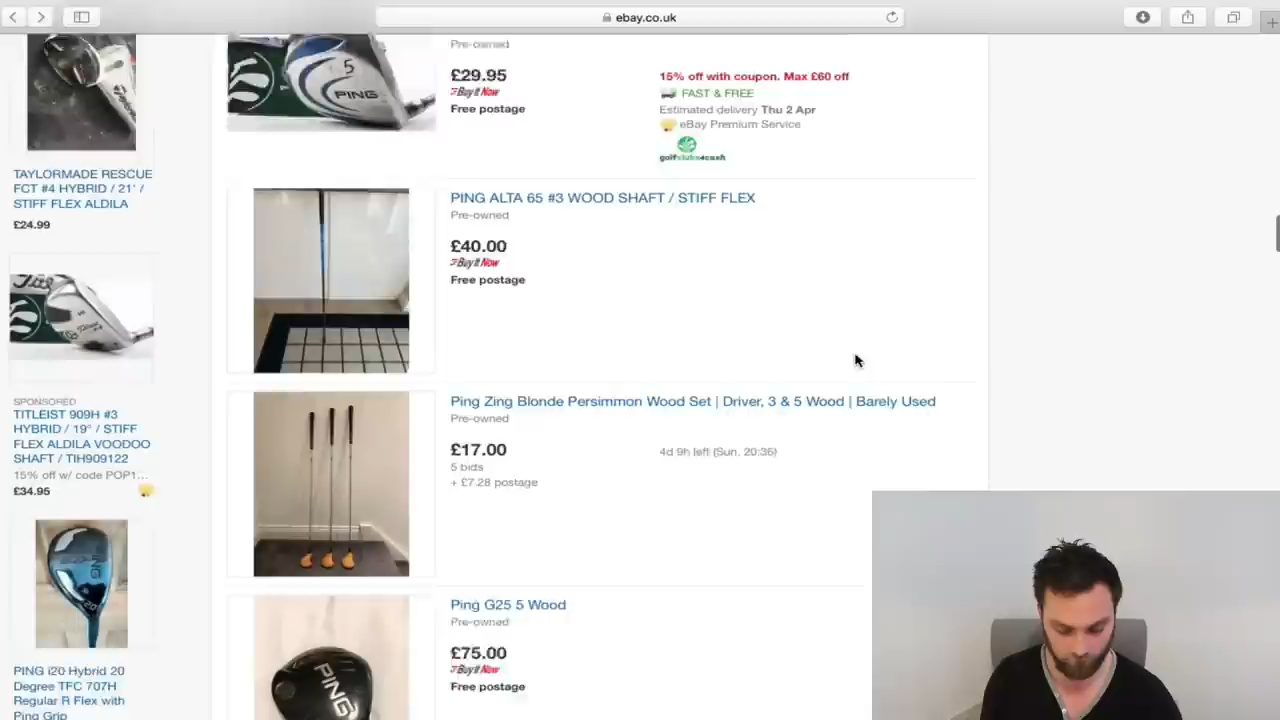 ebay.co.uk
TAYLORMADE RESCUE
FCT #4 HYBRID / 21° /
STIFF FLEX ALDILA
£24.99
SPONSORED
TITLEIST 909H #3
HYBRID / 19° / STIFF
FLEX ALDILA VOODOO
SHAFT / TIH909122
15% off w/ code POP1...
£34.95
PING i20 Hybrid 20
Degree TFC 707H
Regular R Flex with
Ping Grip
5
PING
Pre-owned
£29.95
Buy It Now
Free postage
15% off with coupon. Max £60 off
FAST & FREE
Estimated delivery Thu 2 Apr
eBay Premium Service
golfclubs4cash
PING ALTA 65 #3 WOOD SHAFT / STIFF FLEX
Pre-owned
£40.00
Buy It Now
Free postage
Ping Zing Blonde Persimmon Wood Set | Driver, 3 & 5 Wood | Barely Used
Pre-owned
£17.00
5 bids
+ £7.28 postage
4d 9h left (Sun. 20:36)
Ping G25 5 Wood
Pre-owned
£75.00
Buy It Now
Free postage
PING